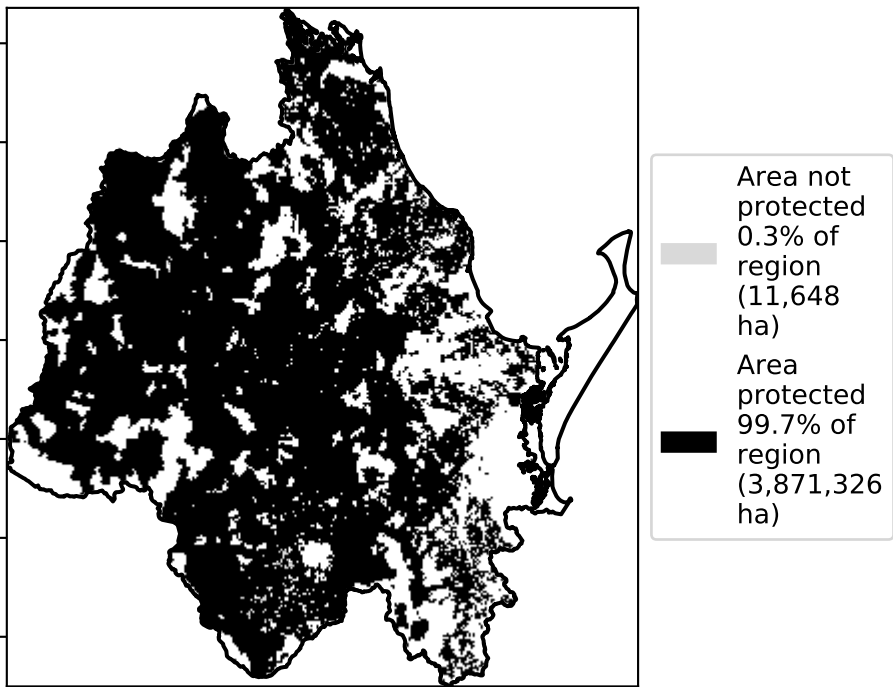 Area not
protected
0.3% of
region
(11,648
ha)
Area
protected
99.7% of
region
(3,871,326
ha)